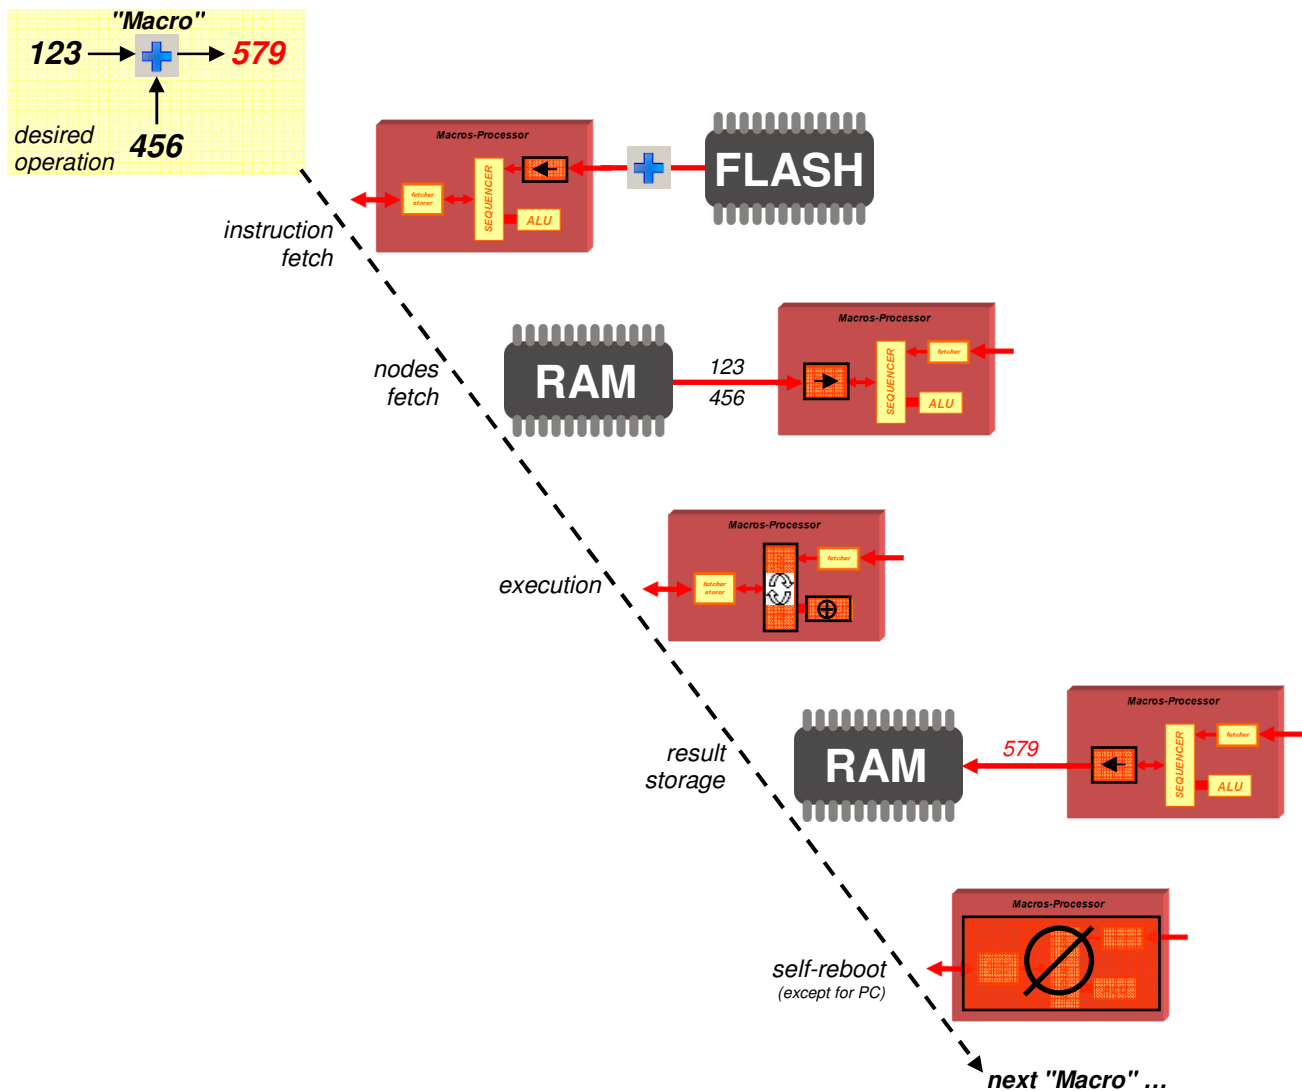 "Macro"
123
579
desired
operation
456
Macros-Processor
fetcher
storer
SEQUENCER
ALU
FLASH
instruction
fetch
nodes
fetch
RAM
123
456
Macros-Processor
SEQUENCER
fetcher
ALU
execution
Macros-Processor
fetcher
storer
fetcher
result
storage
RAM
579
Macros-Processor
SEQUENCER
fetcher
ALU
self-reboot
(except for PC)
Macros-Processor
ALU
next "Macro" ...